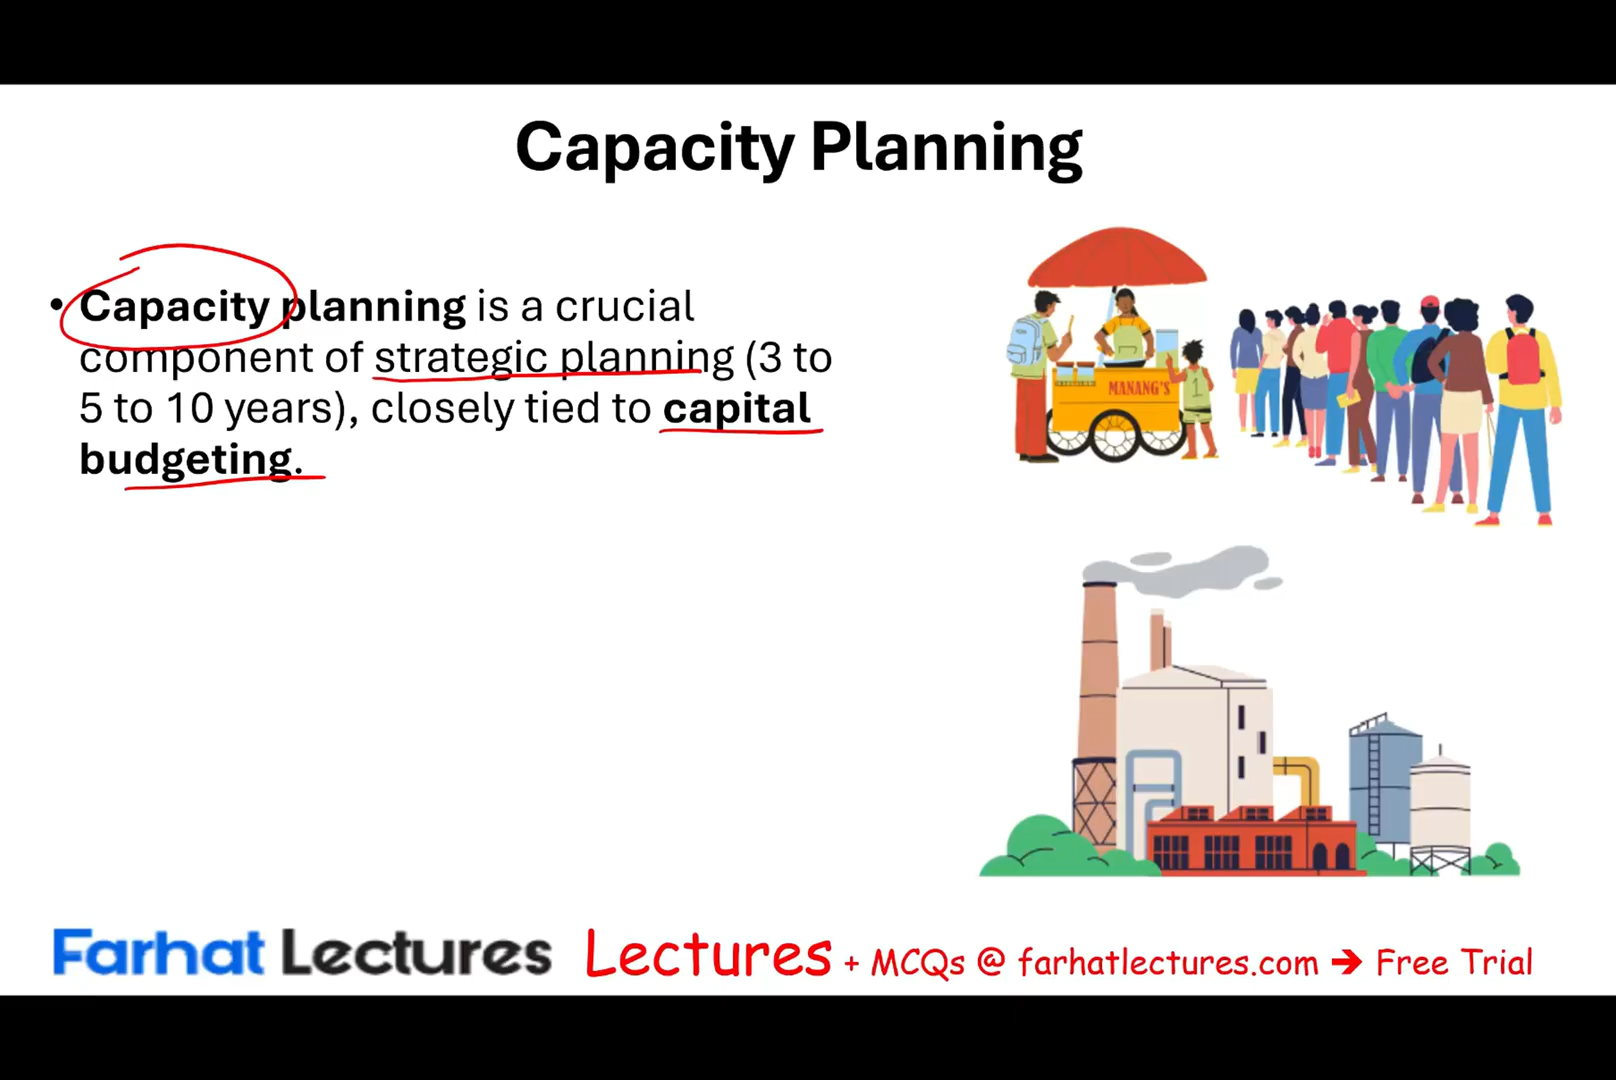 Capacity Planning
• Capacity planning is a crucial
component of strategic planning (3 to
5 to 10 years), closely tied to capital
budgeting.
MANANG'S
1
Farhat Lectures Lectures + MCQs @ farhatlectures.com → Free Trial